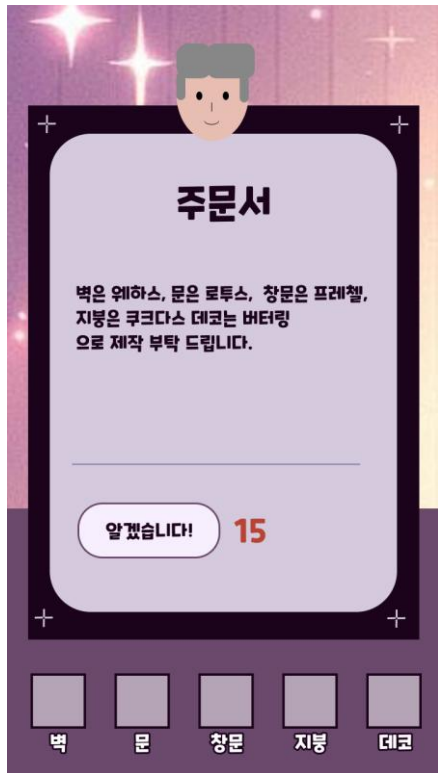 주문서
벽은 웨하스, 문은 로투스, 창문은 프레첼,
지붕은 쿠크다스 데코는 버터링
으로 제작 부탁 드립니다.
알겠습니다! 15
벽 문 창문 지붕 데코